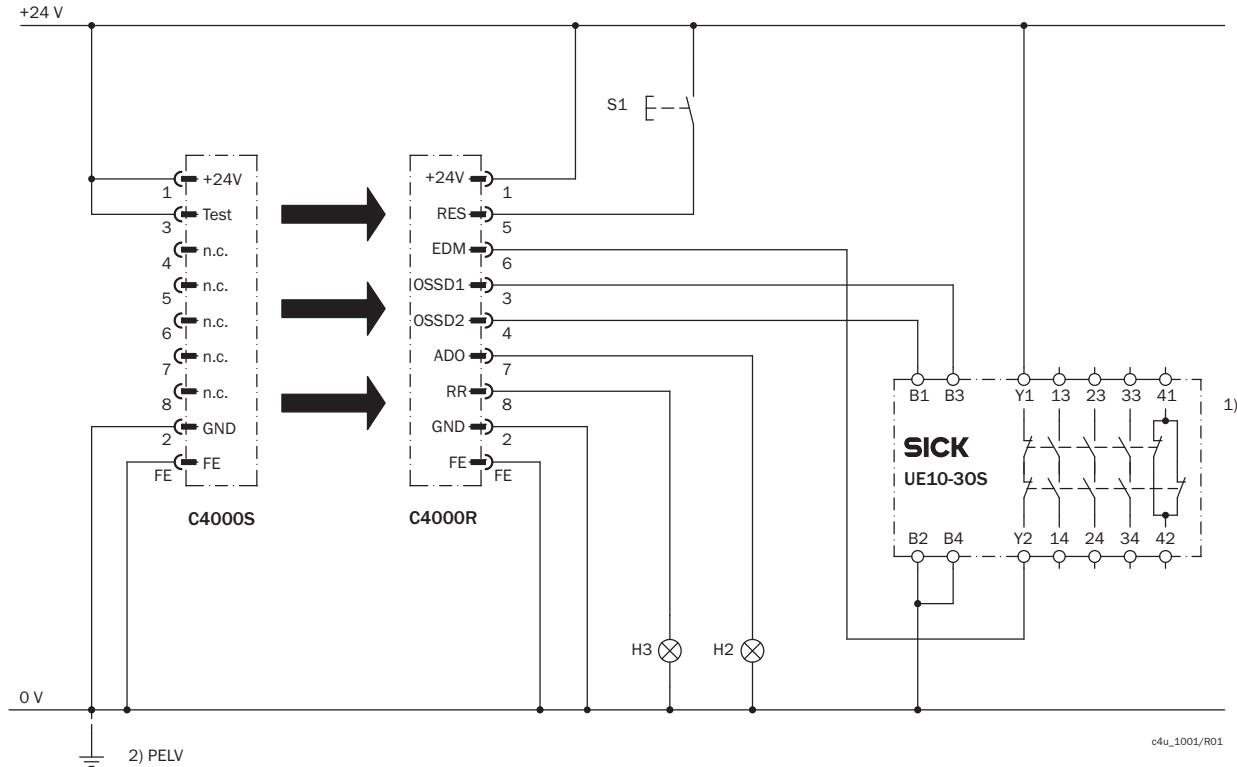 +24 V
S1
+24V
1
Test
3
n.c.
4
n.c.
5
n.c.
6
n.c.
7
n.c.
8
GND
2
FE
FE
C4000S
+24V
1
RES
5
EDM
6
OSSD1
3
OSSD2
4
ADO
7
RR
8
GND
2
FE
FE
C4000R
B1 B3 Y1 13 23 33 41
1)
SICK
UE10-30S
B2 B4 Y2 14 24 34 42
H3 H2
0 V
2) PELV
c4u_1001/R01